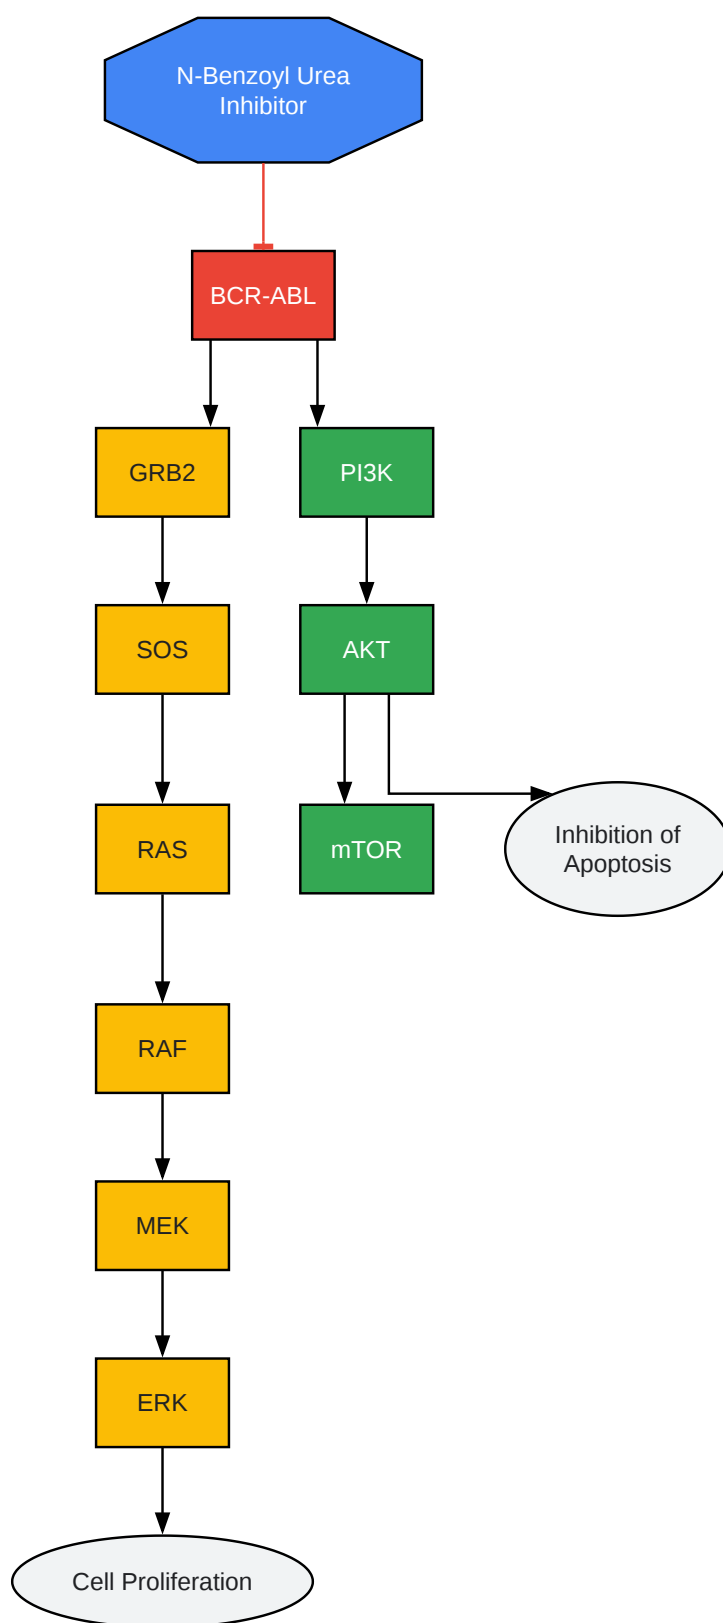 N-Benzoyl Urea
Inhibitor
BCR-ABL
GRB2
PI3K
SOS
AKT
RAS
mTOR
Inhibition of
Apoptosis
RAF
MEK
ERK
Cell Proliferation